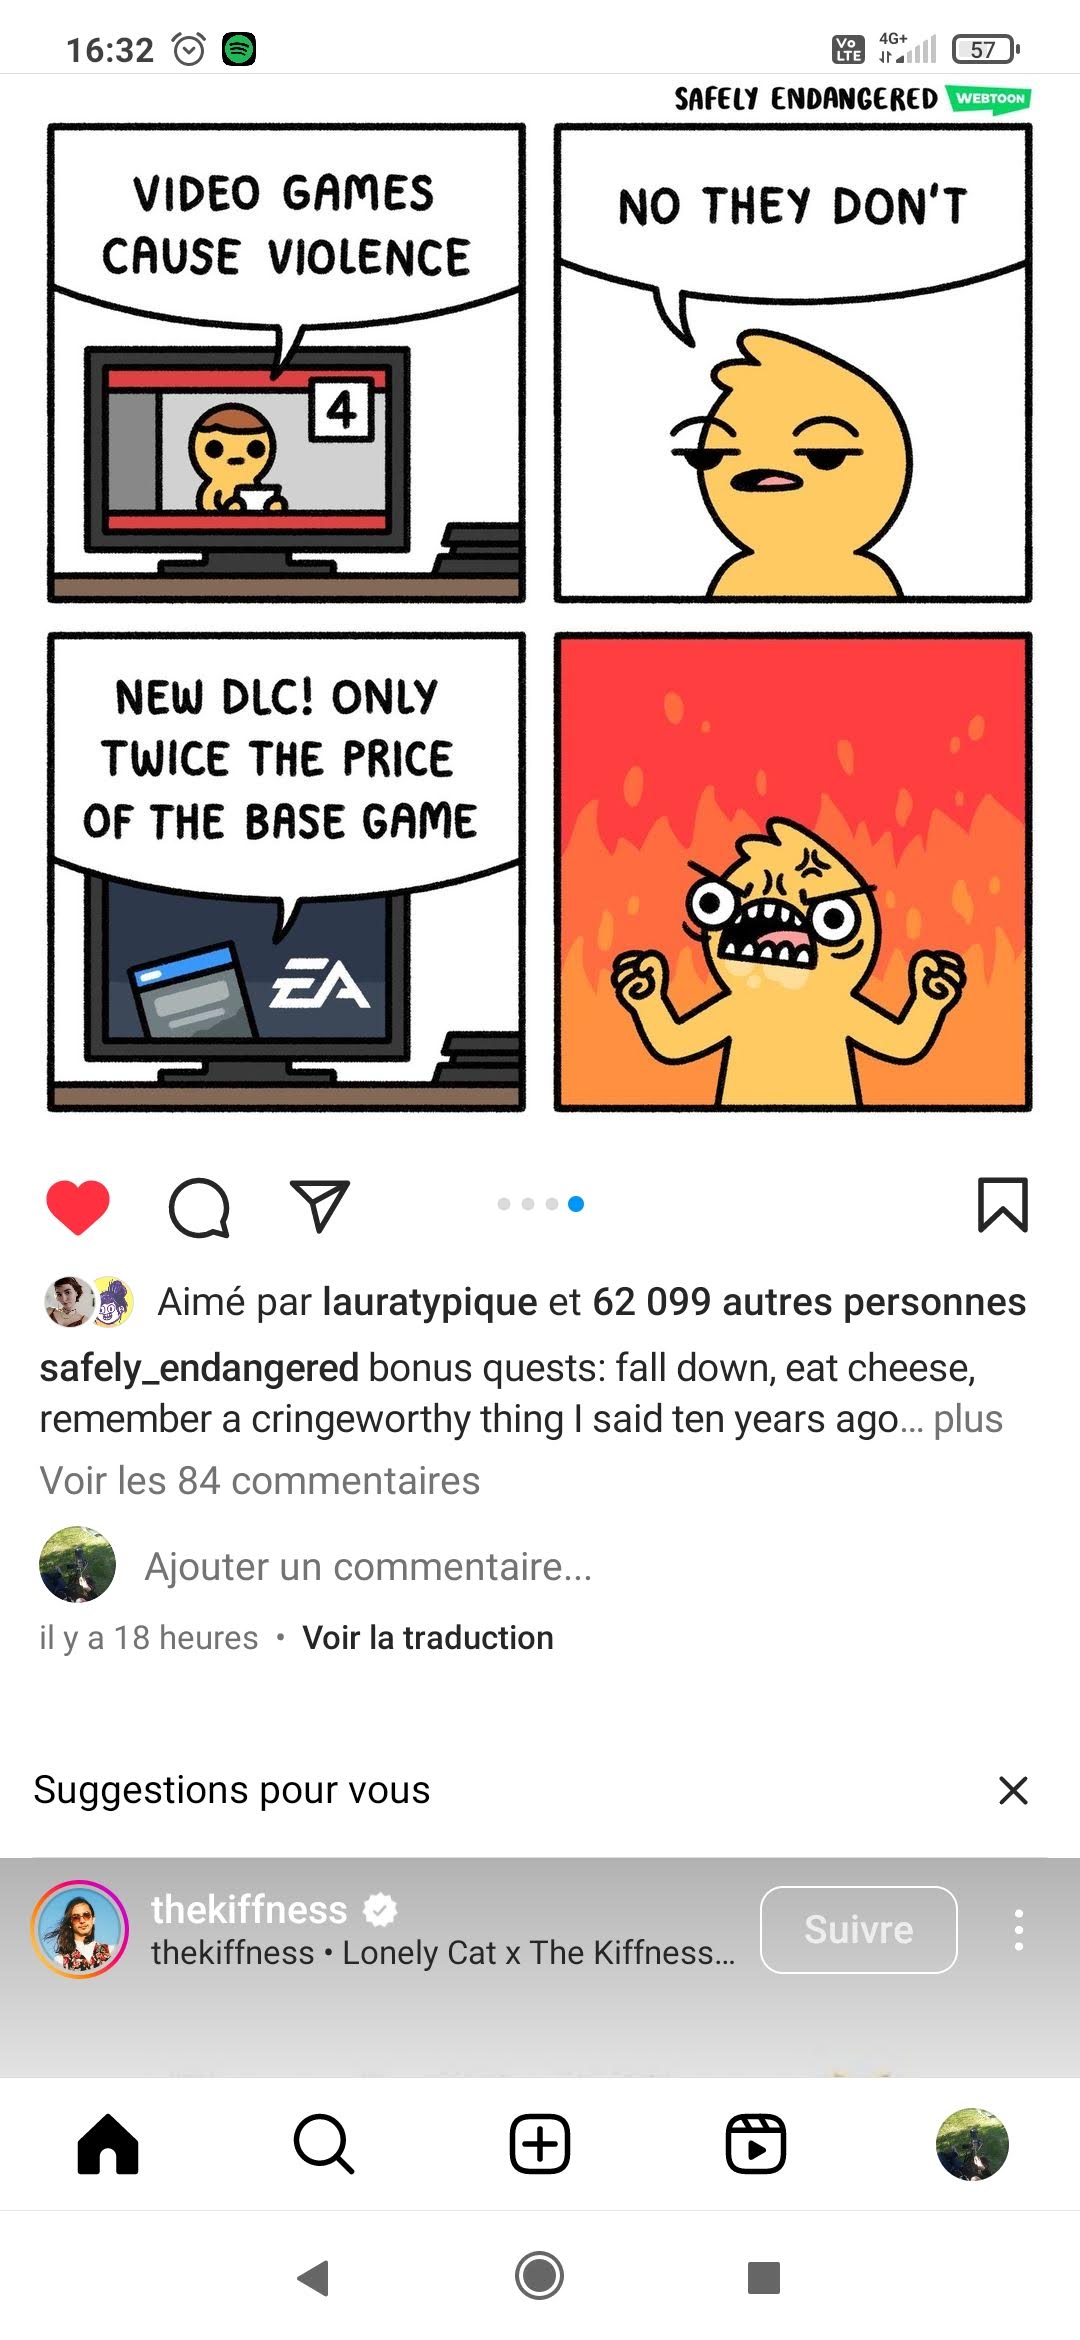 16:32
Vo LTE 4G+ 57
SAFELY ENDANGERED WEBTOON
VIDEO GAMES
CAUSE VIOLENCE
4
NO THEY DON'T
NEW DLC! ONLY
TWICE THE PRICE
OF THE BASE GAME
EA
Aimé par lauratypique et 62 099 autres personnes
safely_endangered bonus quests: fall down, eat cheese,
remember a cringeworthy thing I said ten years ago... plus
Voir les 84 commentaires
Ajouter un commentaire...
il y a 18 heures • Voir la traduction
Suggestions pour vous
thekiffness
Suivre
thekiffness • Lonely Cat x The Kiffness...